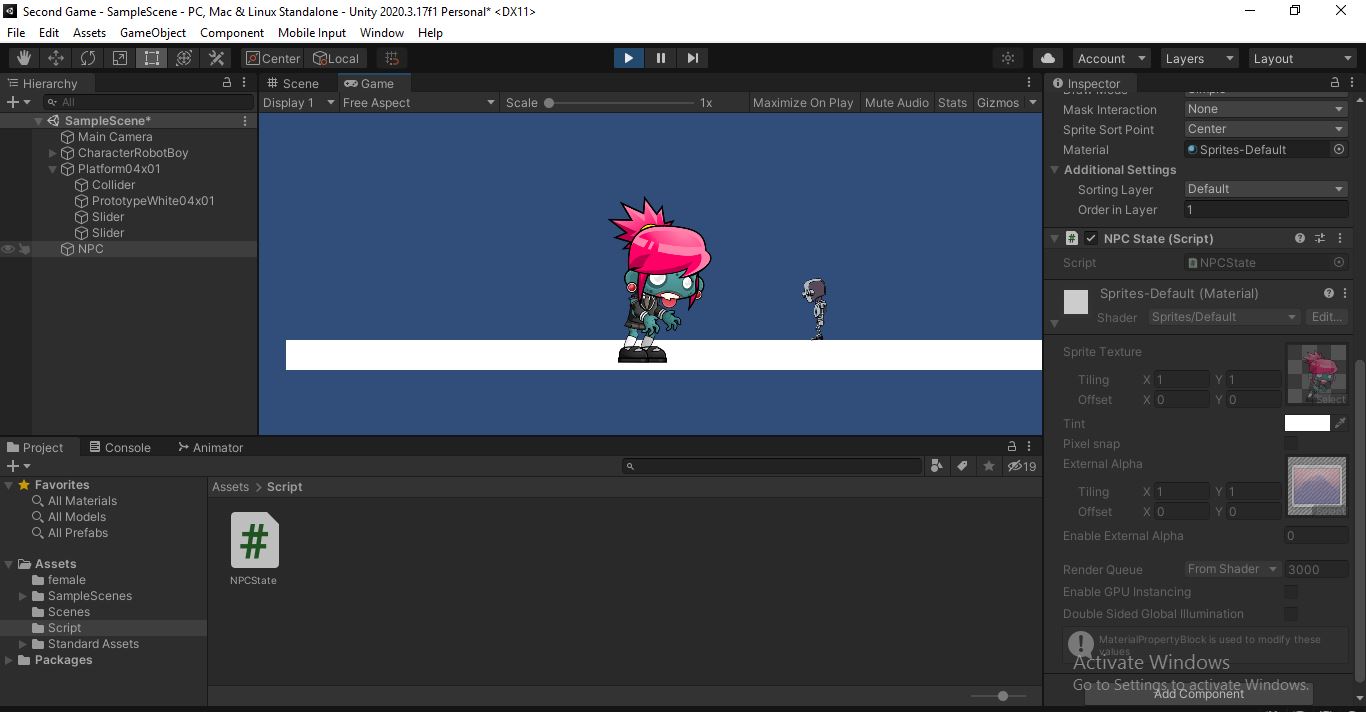 Second Game - SampleScene - PC, Mac & Linux Standalone - Unity 2020.3.17f1 Personal* <DX11>
File Edit Assets GameObject Component Mobile Input Window Help
Center Local Account Layers Layout
Hierarchy
All
SampleScene*
Main Camera
CharacterRobotBoy
Platform04x01
Collider
PrototypeWhite04x01
Slider
Slider
NPC
Scene Game
Display 1 Free Aspect Scale 1x Maximize On Play Mute Audio Stats Gizmos
Inspector
Mask Interaction None
Sprite Sort Point Center
Material Sprites-Default
Additional Settings
Sorting Layer Default
Order in Layer 1
# NPC State (Script)
Script NPCState
Sprites-Default (Material)
Shader Sprites/Default Edit...
Sprite Texture
Tiling X 1 Y 1
Offset X 0 Y 0
Select
Tint
Pixel snap
External Alpha
Tiling X 1 Y 1
Offset X 0 Y 0
Select
Enable External Alpha 0
Render Queue From Shader 3000
Enable GPU Instancing
Double Sided Global Illumination
MaterialPropertyBlock is used to modify these
values
Activate Windows
Go to Settings to activate Windows.
Add Component
Project Console Animator
19
Favorites
All Materials
All Models
All Prefabs
Assets
female
SampleScenes
Scenes
Script
Standard Assets
Packages
Assets > Script
#
NPCState